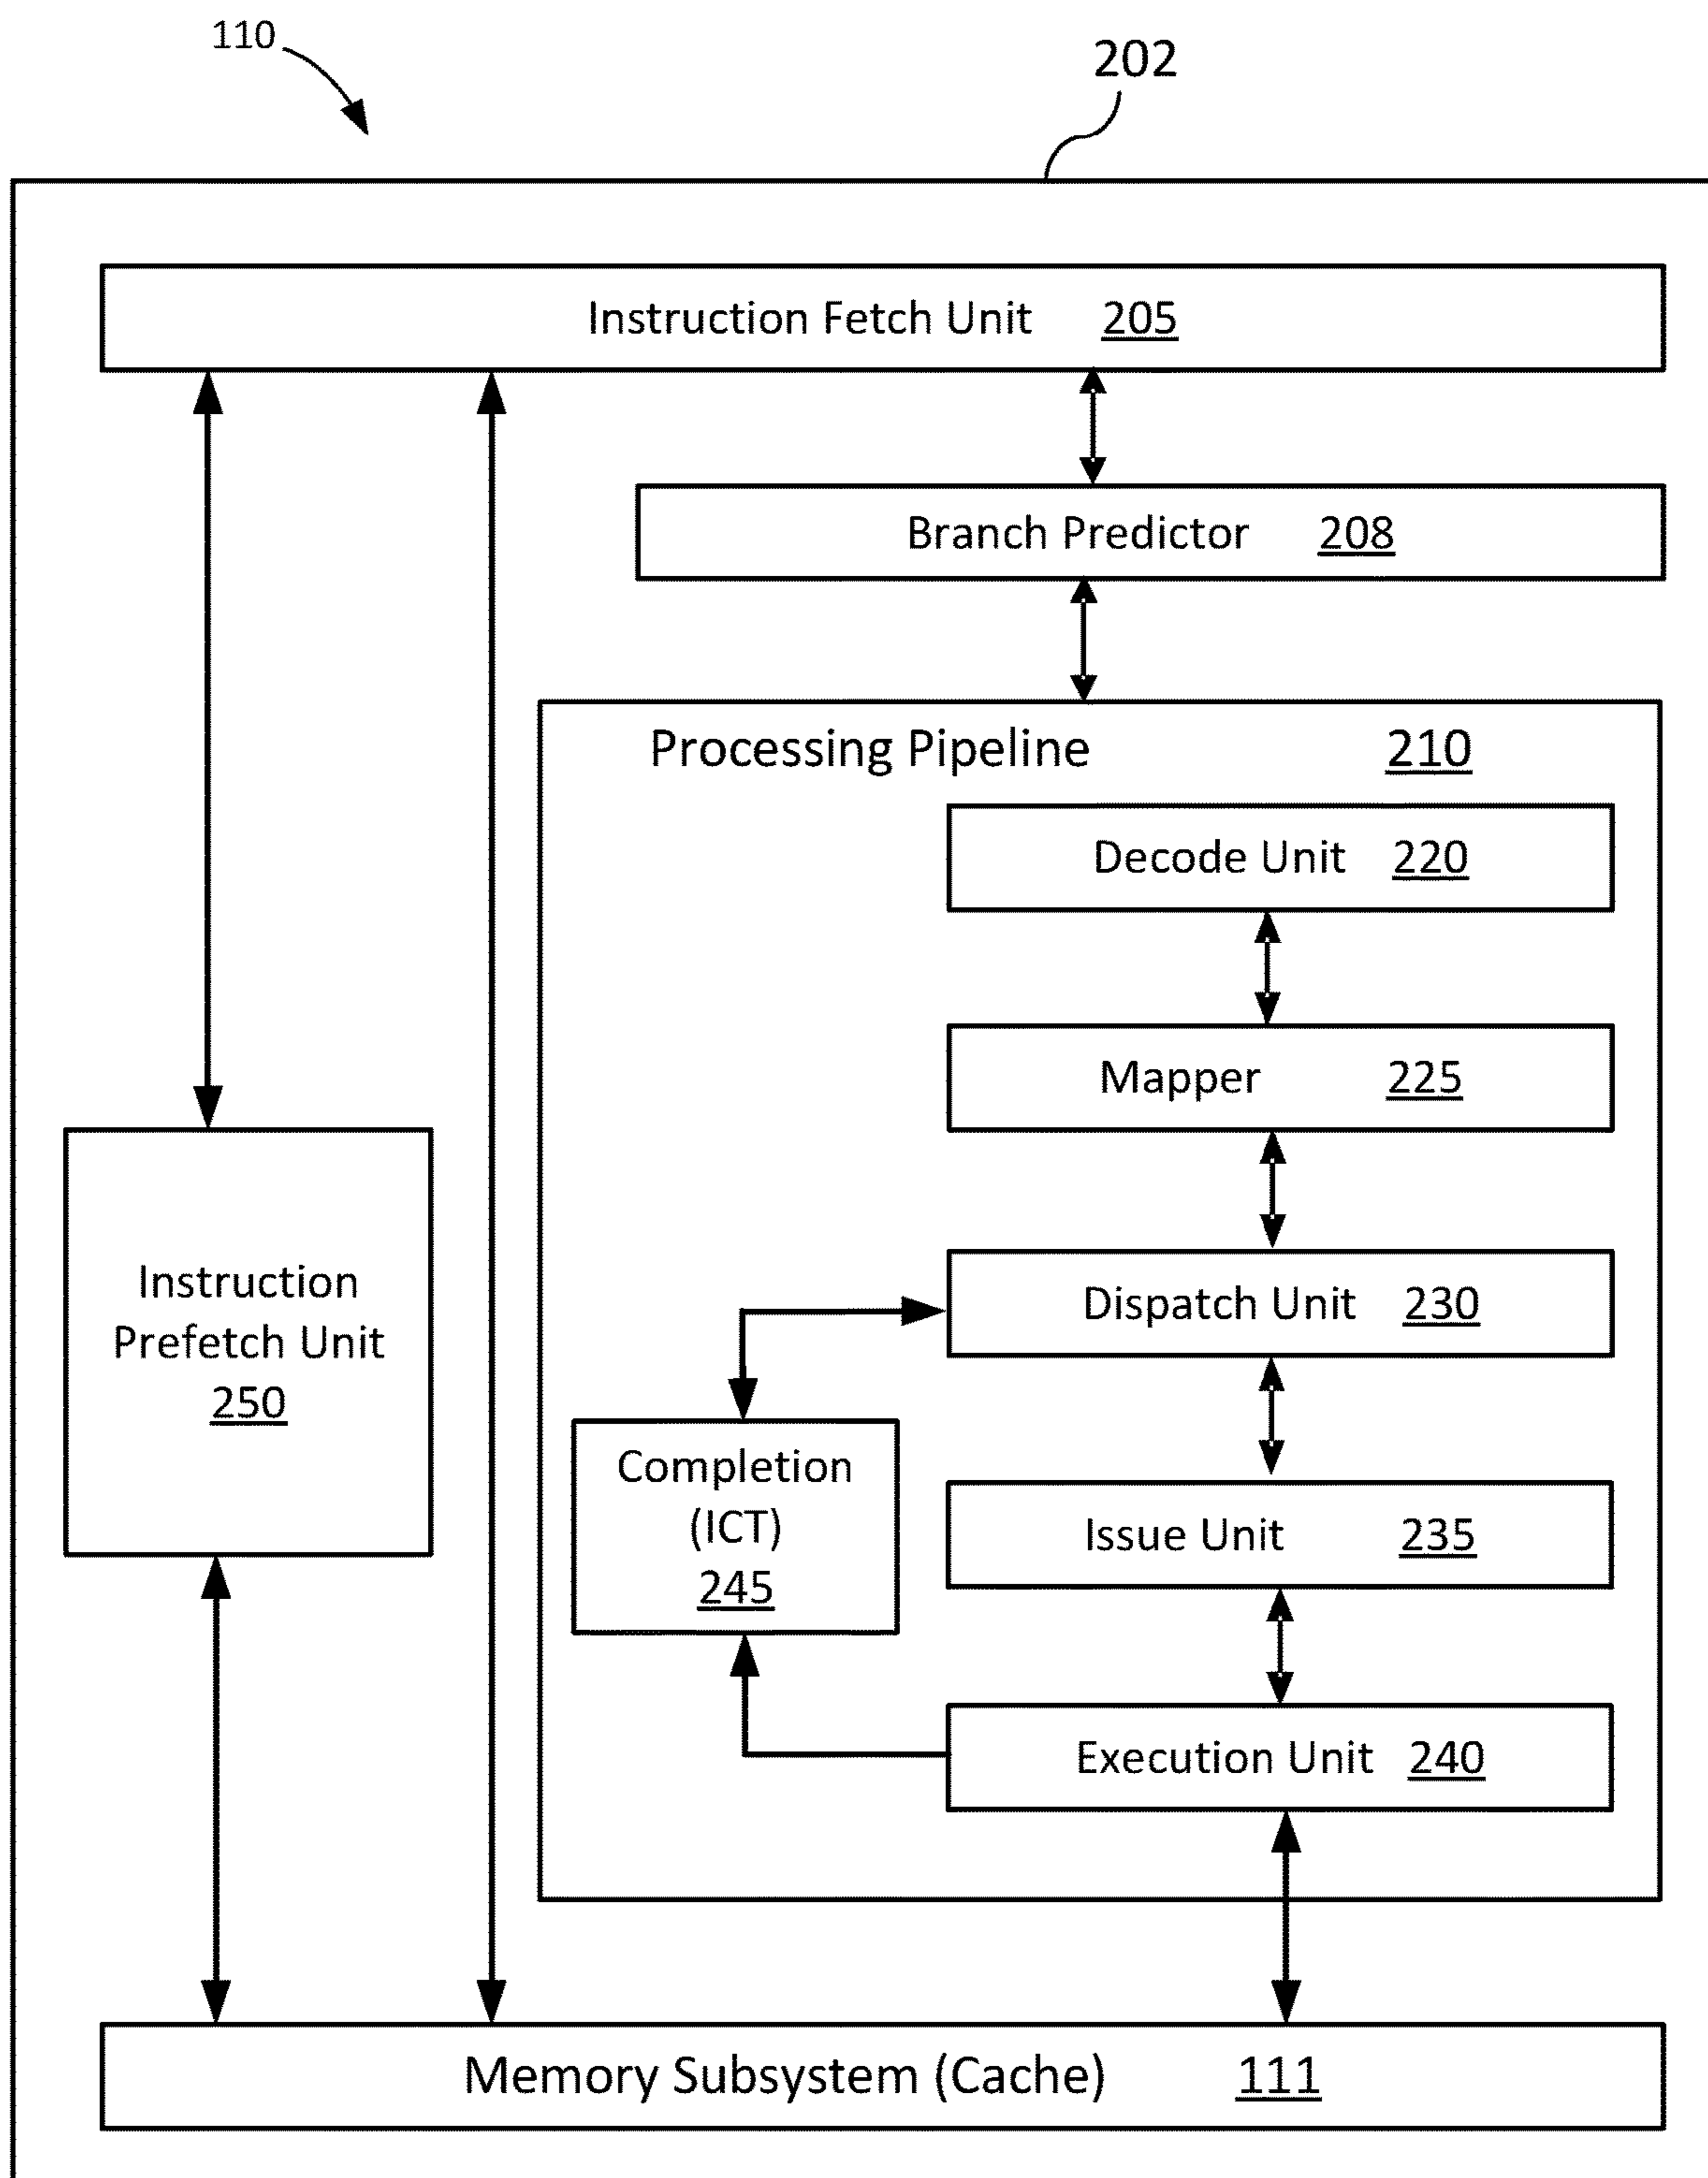 110
202
Instruction Fetch Unit 205
Branch Predictor 208
Processing Pipeline 210
Decode Unit 220
Mapper 225
Dispatch Unit 230
Instruction
Prefetch Unit
250
Completion
(ICT)
245
Issue Unit 235
Execution Unit 240
Memory Subsystem (Cache) 111